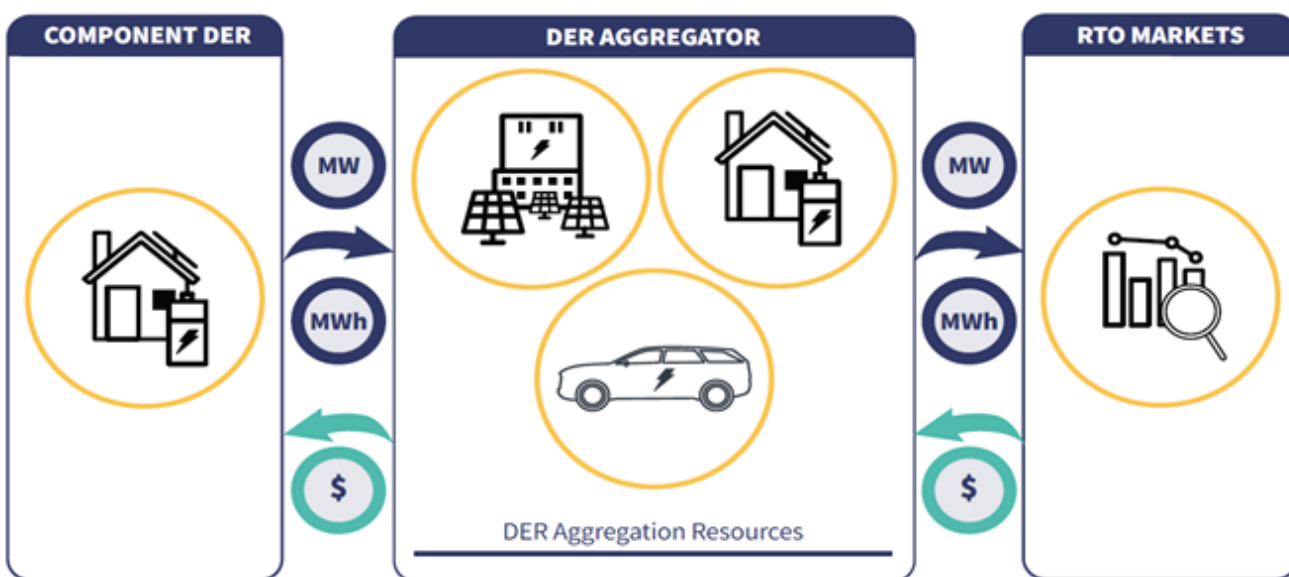 COMPONENT DER
DER AGGREGATOR
RTO MARKETS
MW
MWh
$
MW
MWh
$
DER Aggregation Resources